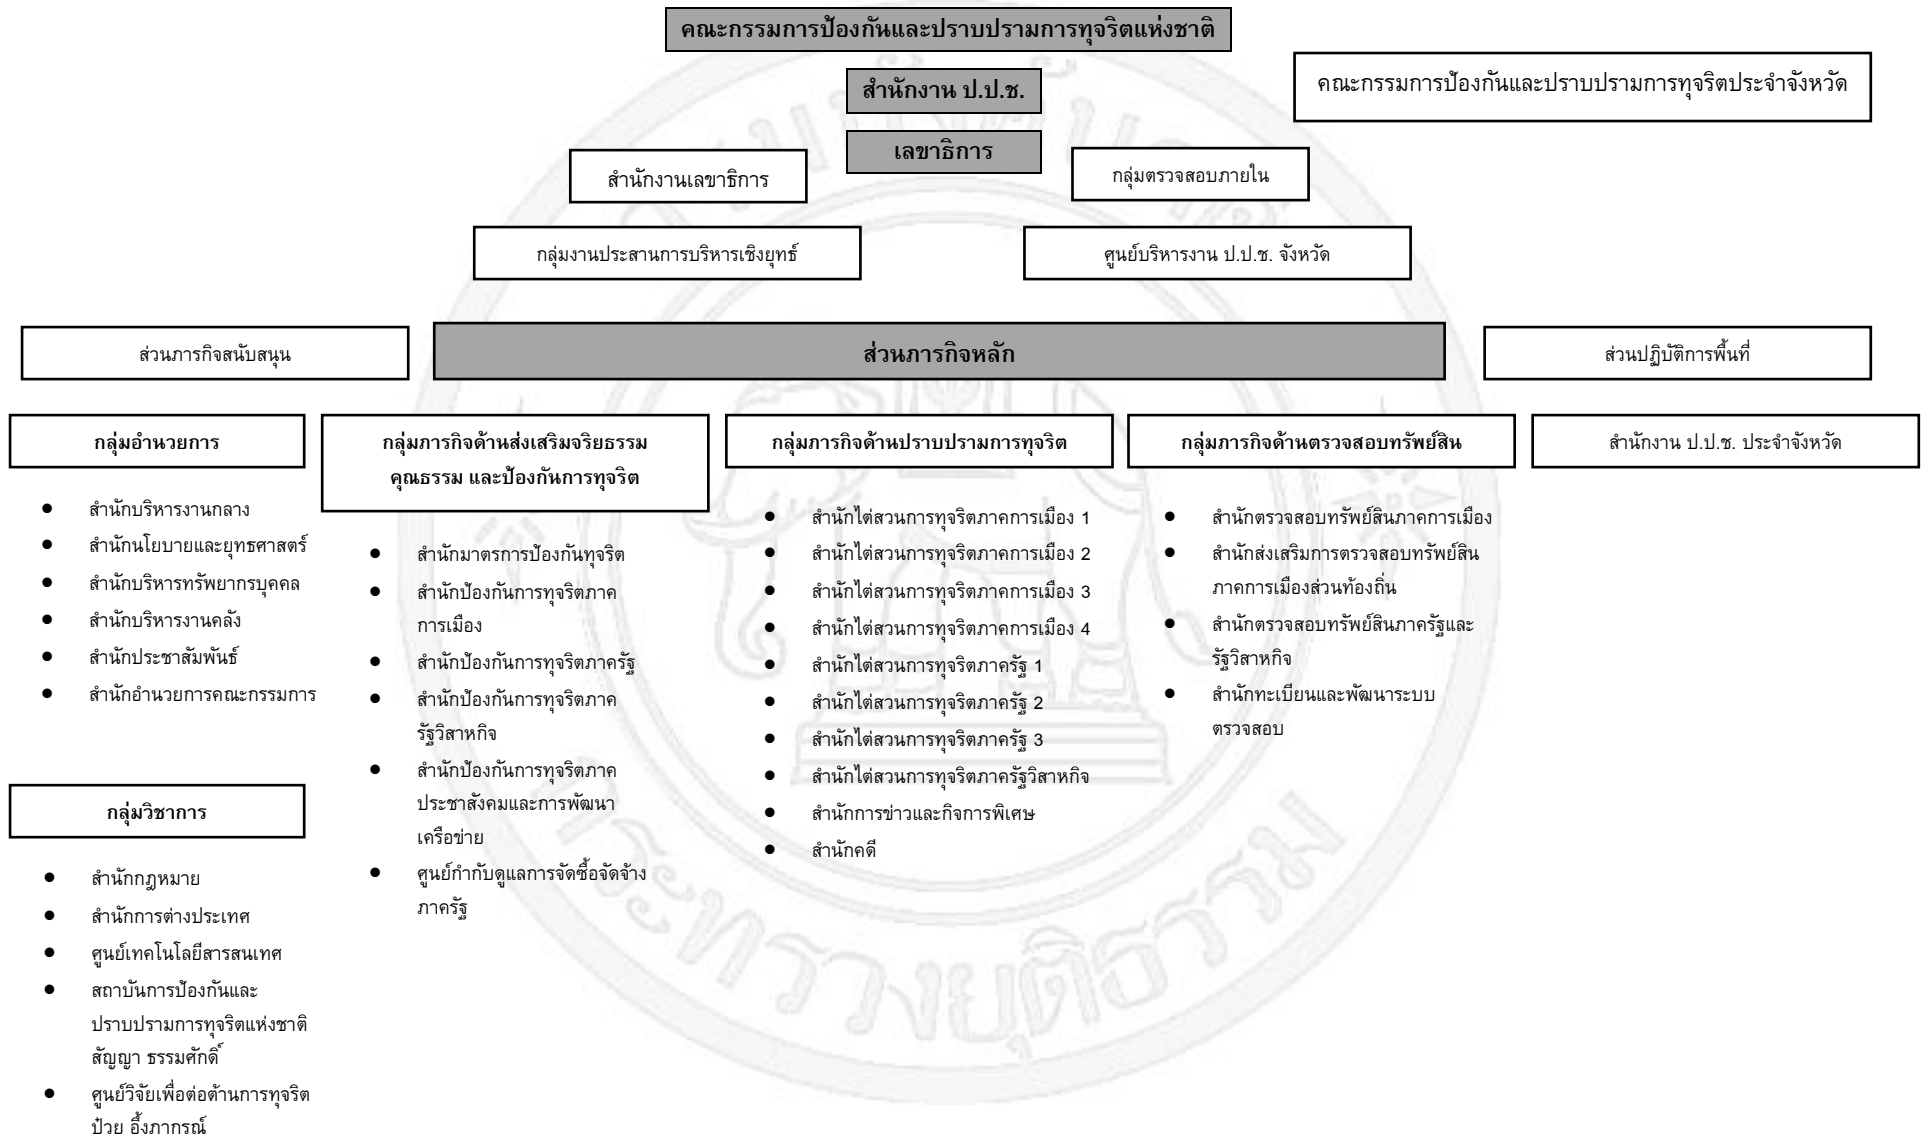 คณะกรรมการป้องกันและปราบปรามการทุจริตแห่งชาติ
สำนักงาน ป.ป.ช.
คณะกรรมการป้องกันและปราบปรามการทุจริตประจำจังหวัด
เลขาธิการ
สำนักงานเลขาธิการ
กลุ่มตรวจสอบภายใน
กลุ่มงานประสานการบริหารเชิงยุทธ์
ศูนย์บริหารงาน ป.ป.ช. จังหวัด
ส่วนภารกิจสนับสนุน
ส่วนภารกิจหลัก
ส่วนปฏิบัติการพื้นที่
กลุ่มอำนวยการ
● สำนักบริหารงานกลาง
● สำนักนโยบายและยุทธศาสตร์
● สำนักบริหารทรัพยากรบุคคล
● สำนักบริหารงานคลัง
● สำนักประชาสัมพันธ์
● สำนักอำนวยการคณะกรรมการ
กลุ่มวิชาการ
● สำนักกฎหมาย
● สำนักการต่างประเทศ
● ศูนย์เทคโนโลยีสารสนเทศ
● สถาบันการป้องกันและ
ปราบปรามการทุจริตแห่งชาติ
สัญญา ธรรมศักดิ์
● ศูนย์วิจัยเพื่อต่อต้านการทุจริต
ป๋วย อึ้งภากรณ์
กลุ่มภารกิจด้านส่งเสริมจริยธรรม
คุณธรรม และป้องกันการทุจริต
● สำนักมาตรการป้องกันทุจริต
● สำนักป้องกันการทุจริตภาค
การเมือง
● สำนักป้องกันการทุจริตภาครัฐ
● สำนักป้องกันการทุจริตภาค
รัฐวิสาหกิจ
● สำนักป้องกันการทุจริตภาค
ประชาสังคมและการพัฒนา
เครือข่าย
● ศูนย์กำกับดูแลการจัดซื้อจัดจ้าง
ภาครัฐ
กลุ่มภารกิจด้านปราบปรามการทุจริต
● สำนักไต่สวนการทุจริตภาคการเมือง 1
● สำนักไต่สวนการทุจริตภาคการเมือง 2
● สำนักไต่สวนการทุจริตภาคการเมือง 3
● สำนักไต่สวนการทุจริตภาคการเมือง 4
● สำนักไต่สวนการทุจริตภาครัฐ 1
● สำนักไต่สวนการทุจริตภาครัฐ 2
● สำนักไต่สวนการทุจริตภาครัฐ 3
● สำนักไต่สวนการทุจริตภาครัฐวิสาหกิจ
● สำนักการข่าวและกิจการพิเศษ
● สำนักคดี
กลุ่มภารกิจด้านตรวจสอบทรัพย์สิน
● สำนักตรวจสอบทรัพย์สินภาคการเมือง
● สำนักส่งเสริมการตรวจสอบทรัพย์สิน
ภาคการเมืองส่วนท้องถิ่น
● สำนักตรวจสอบทรัพย์สินภาครัฐและ
รัฐวิสาหกิจ
● สำนักทะเบียนและพัฒนาระบบ
ตรวจสอบ
สำนักงาน ป.ป.ช. ประจำจังหวัด